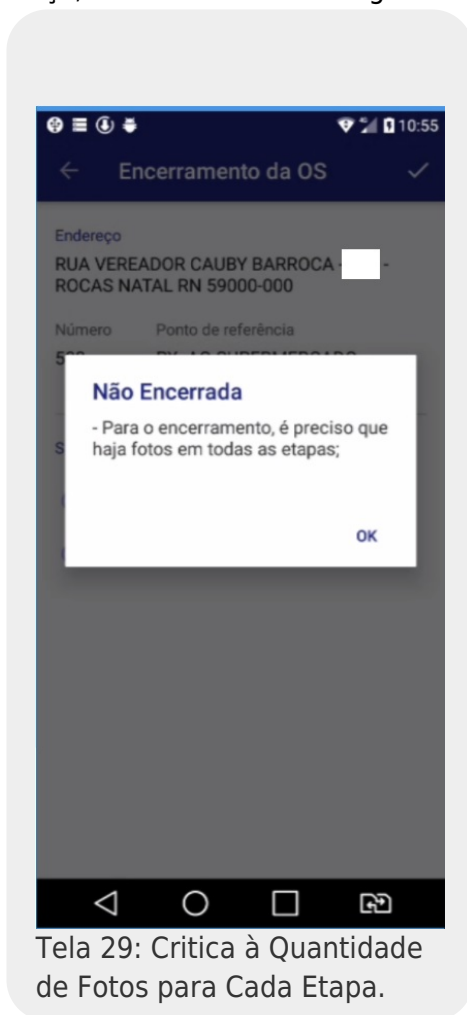 10:55
Encerramento da OS
Endereço
RUA VEREADOR CAUBY BARROCA - -
ROCAS NATAL RN 59000-000
Número Ponto de referência
Não Encerrada
- Para o encerramento, é preciso que
haja fotos em todas as etapas;
OK
Tela 29: Critica à Quantidade
de Fotos para Cada Etapa.